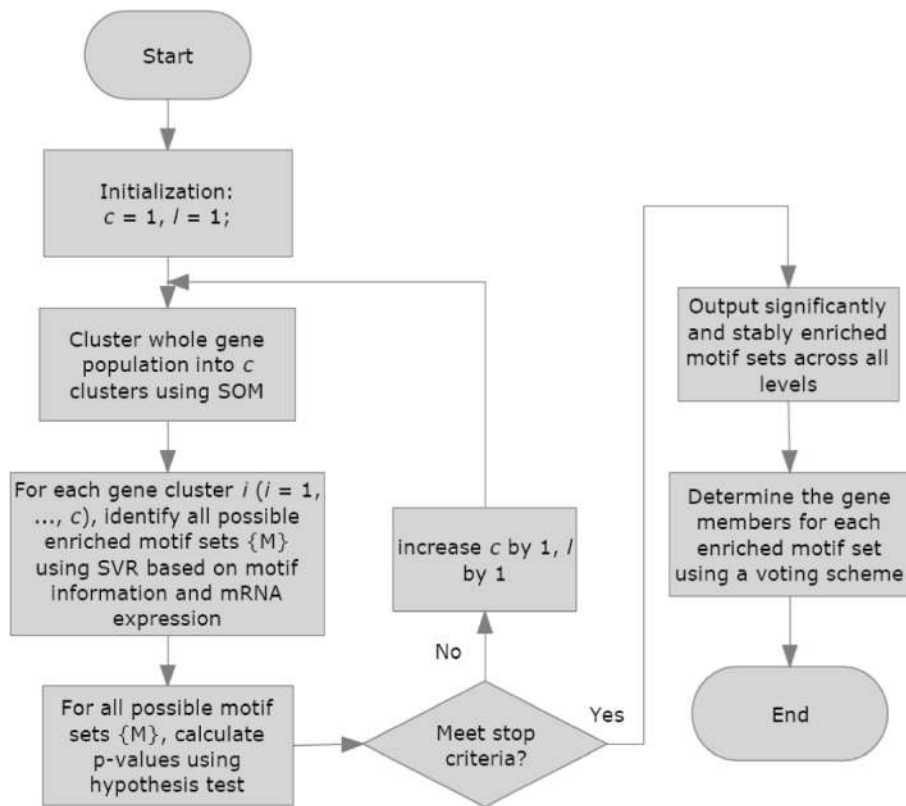 Start
Initialization:
c = 1, l = 1;
Cluster whole gene
population into c
clusters using SOM
For each gene cluster i (i = 1,
..., c), identify all possible
enriched motif sets {M}
using SVR based on motif
information and mRNA
expression
For all possible motif
sets {M}, calculate
p-values using
hypothesis test
Meet stop
criteria?
No
increase c by 1, l
by 1
Yes
Output significantly
and stably enriched
motif sets across all
levels
Determine the gene
members for each
enriched motif set
using a voting scheme
End